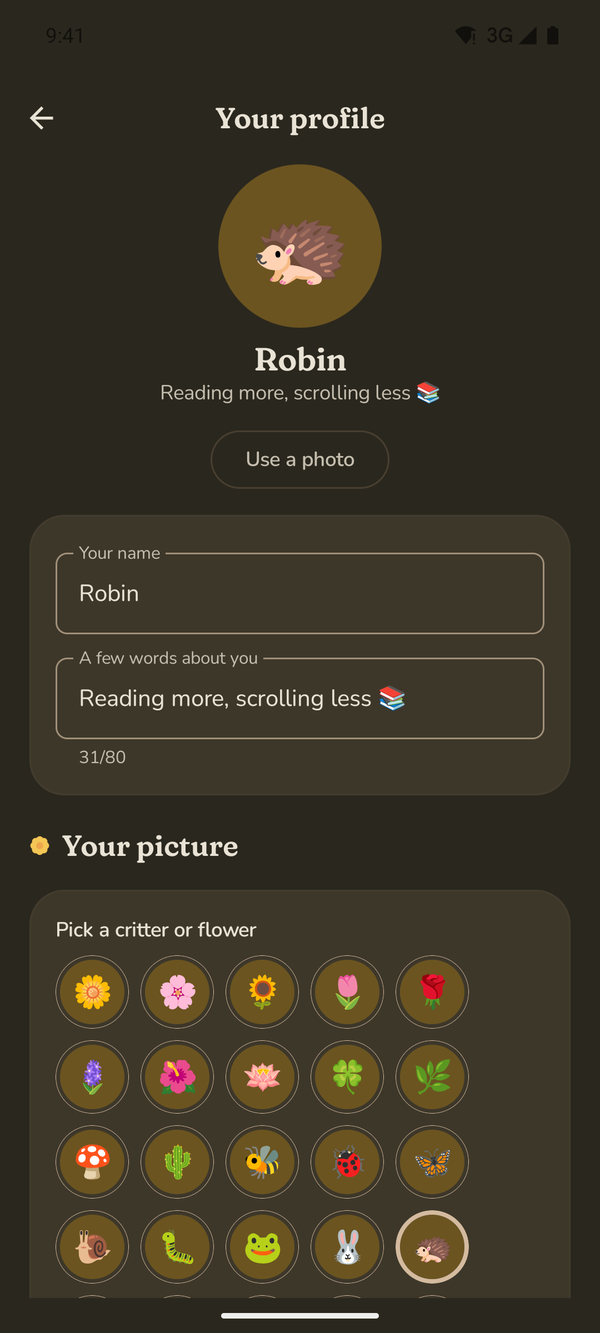 9:41
3G
Your profile
Robin
Reading more, scrolling less 📚
Use a photo
Your name
Robin
A few words about you
Reading more, scrolling less 📚
31/80
Your picture
Pick a critter or flower